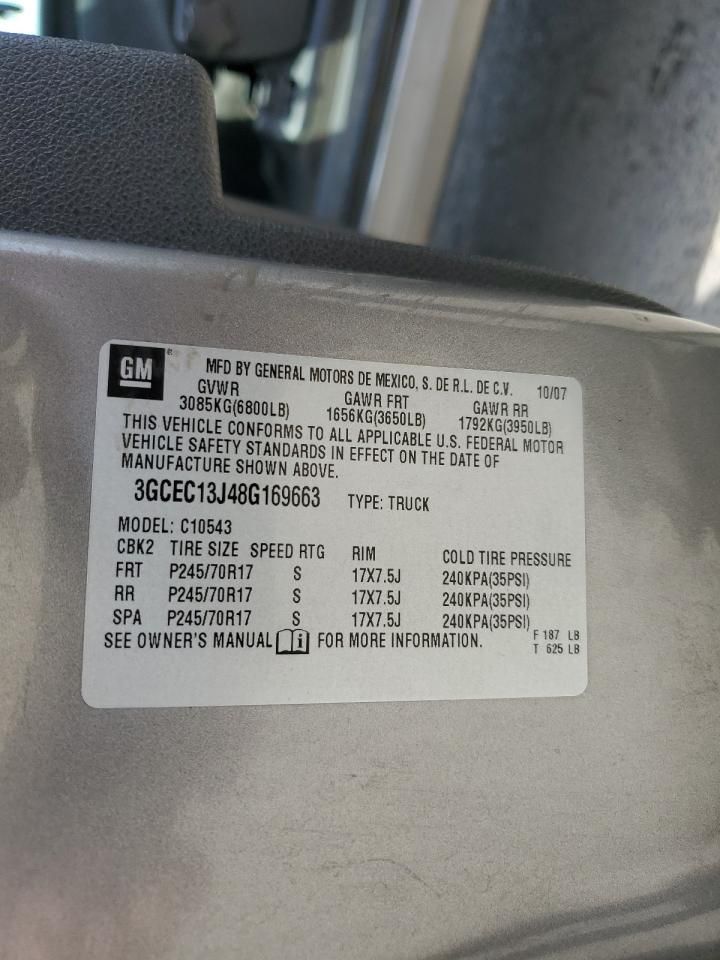 GM
MFD BY GENERAL MOTORS DE MEXICO, S. DE R.L. DE C.V. 10/07
GVWR GAWR FRT GAWR RR
3085KG(6800LB) 1656KG(3650LB) 1792KG(3950LB)
THIS VEHICLE CONFORMS TO ALL APPLICABLE U.S. FEDERAL MOTOR
VEHICLE SAFETY STANDARDS IN EFFECT ON THE DATE OF
MANUFACTURE SHOWN ABOVE.
3GCEC13J48G169663 TYPE: TRUCK
MODEL: C10543
CBK2 TIRE SIZE SPEED RTG RIM COLD TIRE PRESSURE
FRT P245/70R17 S 17X7.5J 240KPA(35PSI)
RR P245/70R17 S 17X7.5J 240KPA(35PSI)
SPA P245/70R17 S 17X7.5J 240KPA(35PSI)
SEE OWNER'S MANUAL i FOR MORE INFORMATION.
F 187 LB
T 625 LB